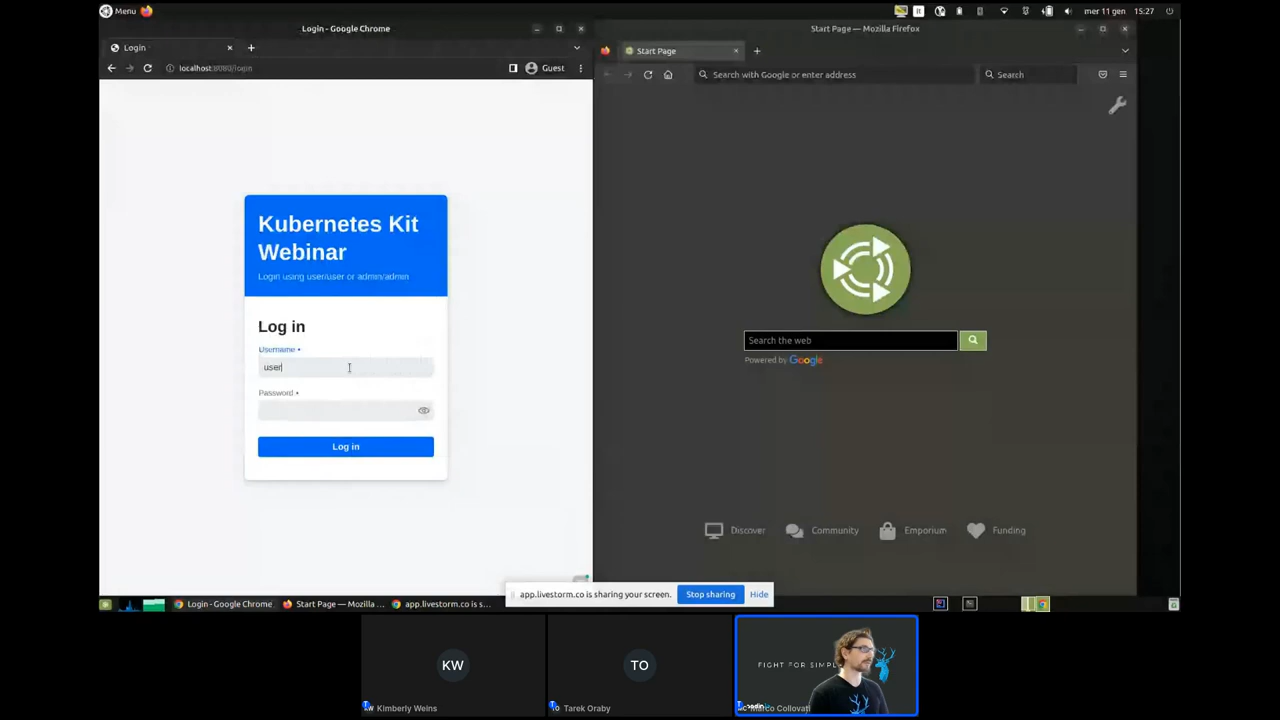 Menu
It
mer 11 gen
15:27
Login - Google Chrome
Start Page — Mozilla Firefox
Login
Start Page
localhost:8080/login
Guest
Search with Google or enter address
Search
Kubernetes Kit
Webinar
Login using user/user or admin/admin
Log in
Username •
user
Password •
Log in
Search the web
Powered by Google
Discover
Community
Emporium
Funding
app.livestorm.co is sharing your screen.
Stop sharing
Hide
Login - Google Chrome
Start Page — Mozilla ...
app.livestorm.co is s...
KW
Kimberly Weins
TO
Tarek Oraby
FIGHT FOR
Marco Collovati